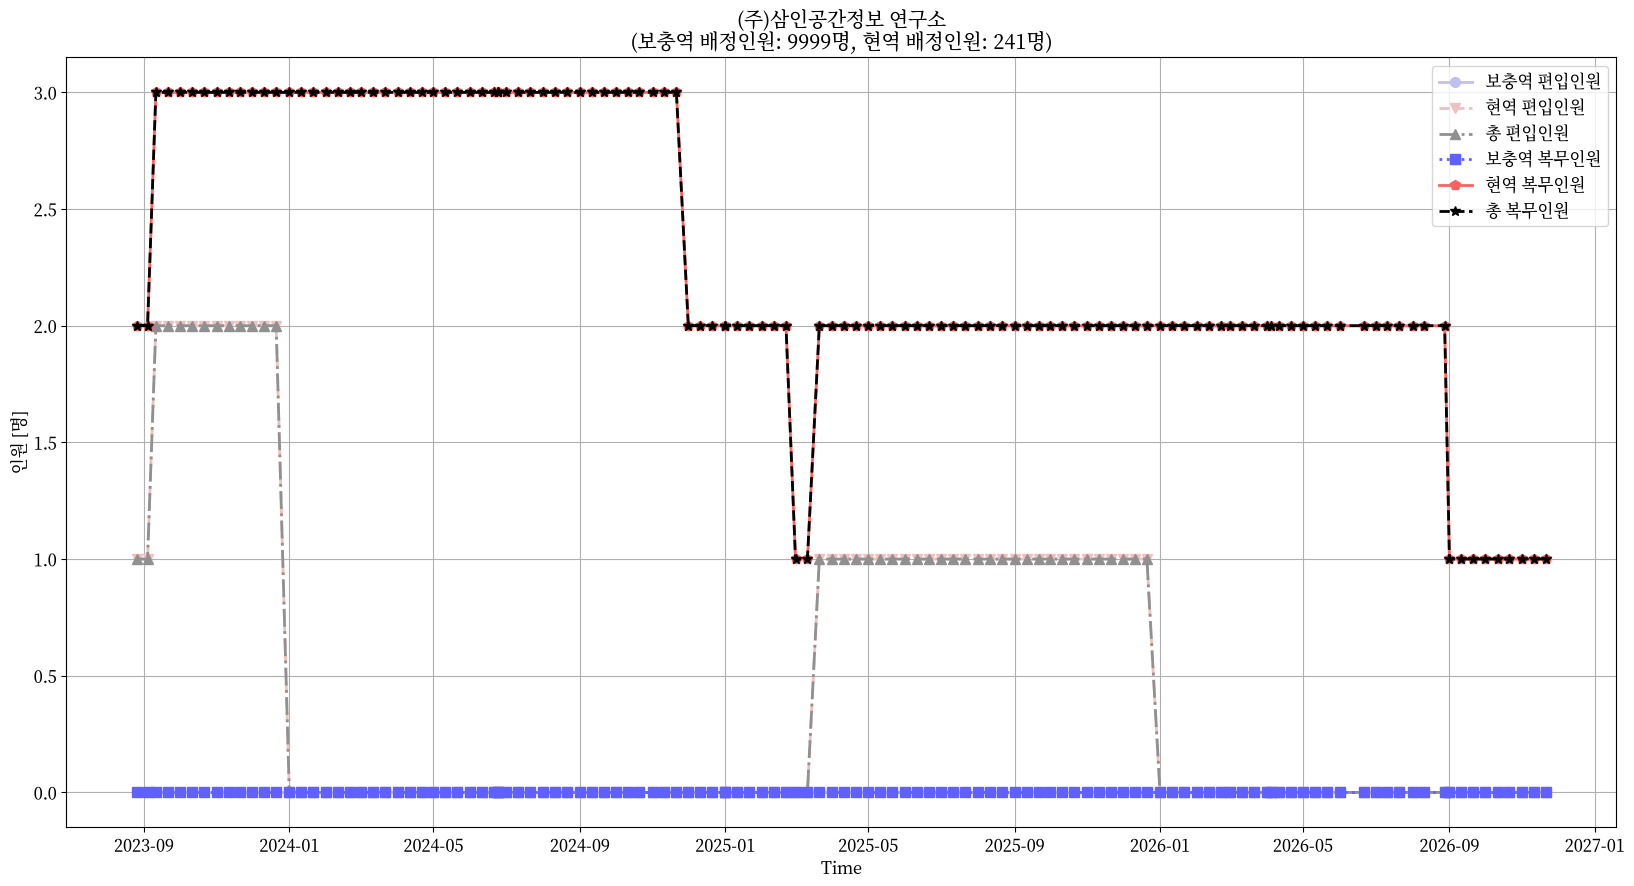 (주)삼인공간정보 연구소
(보충역 배정인원: 9999명, 현역 배정인원: 241명)
보충역 편입인원
현역 편입인원
총 편입인원
보충역 복무인원
현역 복무인원
총 복무인원
3.0
2.5
2.0
1.5
1.0
0.5
0.0
인원 [명]
2023-09 2024-01 2024-05 2024-09 2025-01 2025-05 2025-09 2026-01 2026-05 2026-09 2027-01
Time